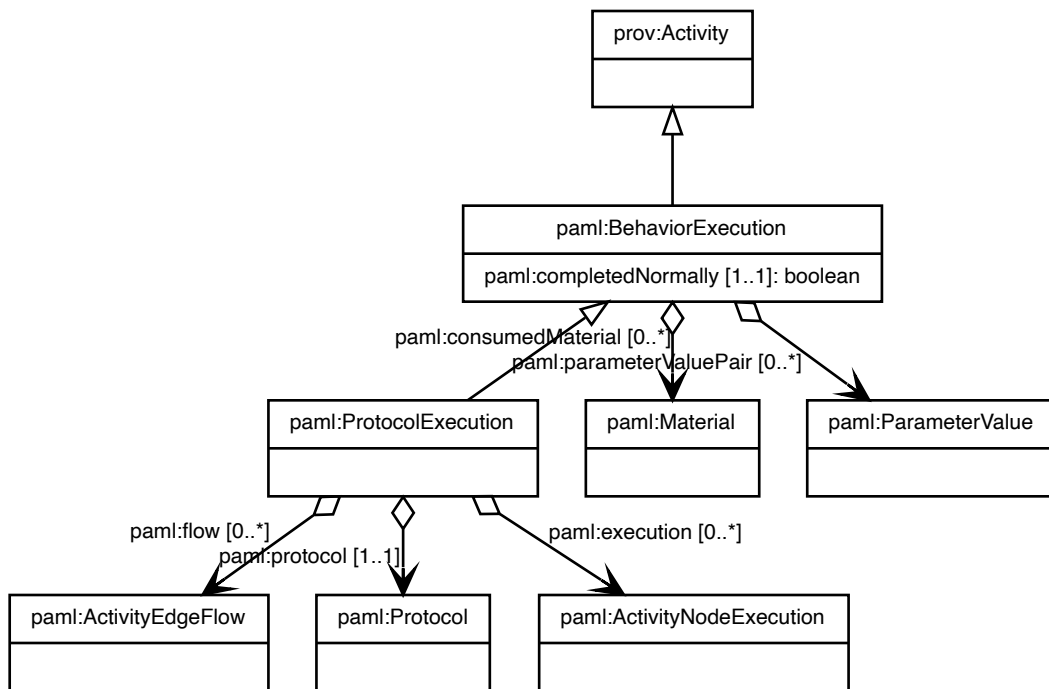 prov:Activity
paml:BehaviorExecution
paml:completedNormally [1..1]: boolean
paml:consumedMaterial [0..*]
paml:parameterValuePair [0..*]
paml:ProtocolExecution
paml:Material
paml:ParameterValue
paml:flow [0..*]
paml:protocol [1..1]
paml:execution [0..*]
paml:ActivityEdgeFlow
paml:Protocol
paml:ActivityNodeExecution